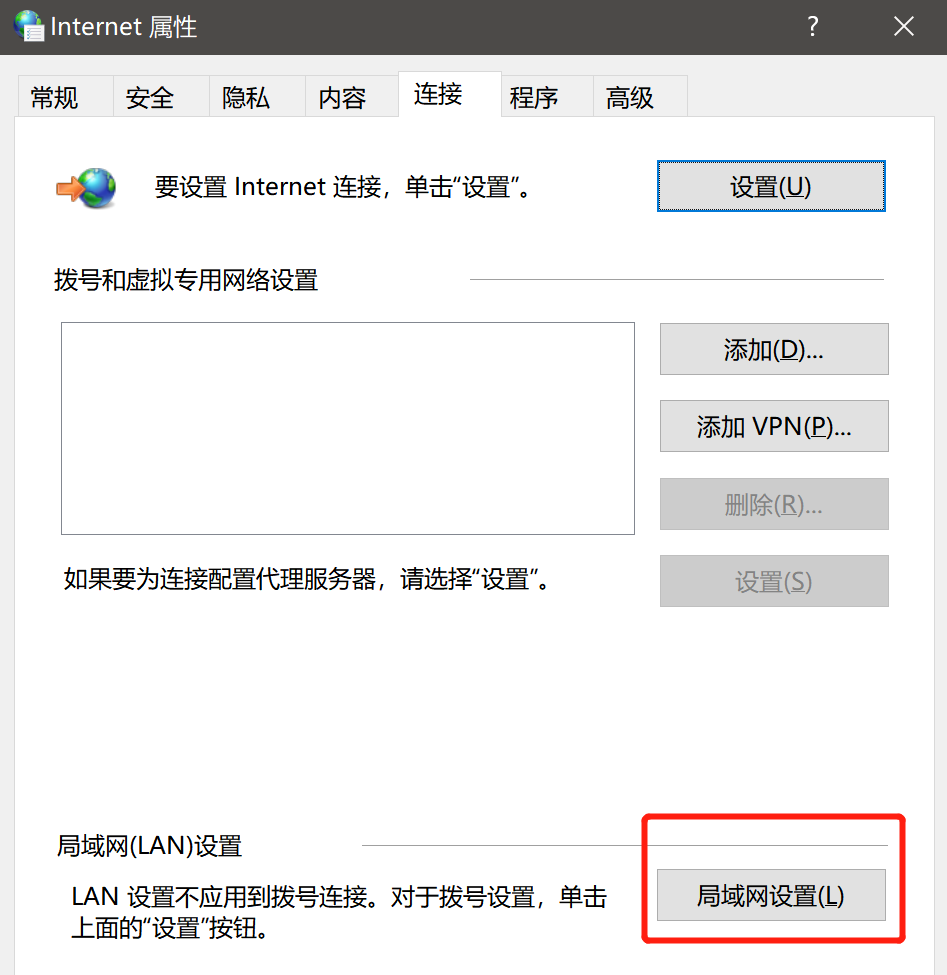 Internet 属性
?
常规 安全 隐私 内容 连接 程序 高级
要设置 Internet 连接，单击“设置”。
设置(U)
拨号和虚拟专用网络设置
添加(D)...
添加 VPN(P)...
删除(R)...
如果要为连接配置代理服务器，请选择“设置”。
设置(S)
局域网(LAN)设置
LAN 设置不应用到拨号连接。对于拨号设置，单击
上面的“设置”按钮。
局域网设置(L)